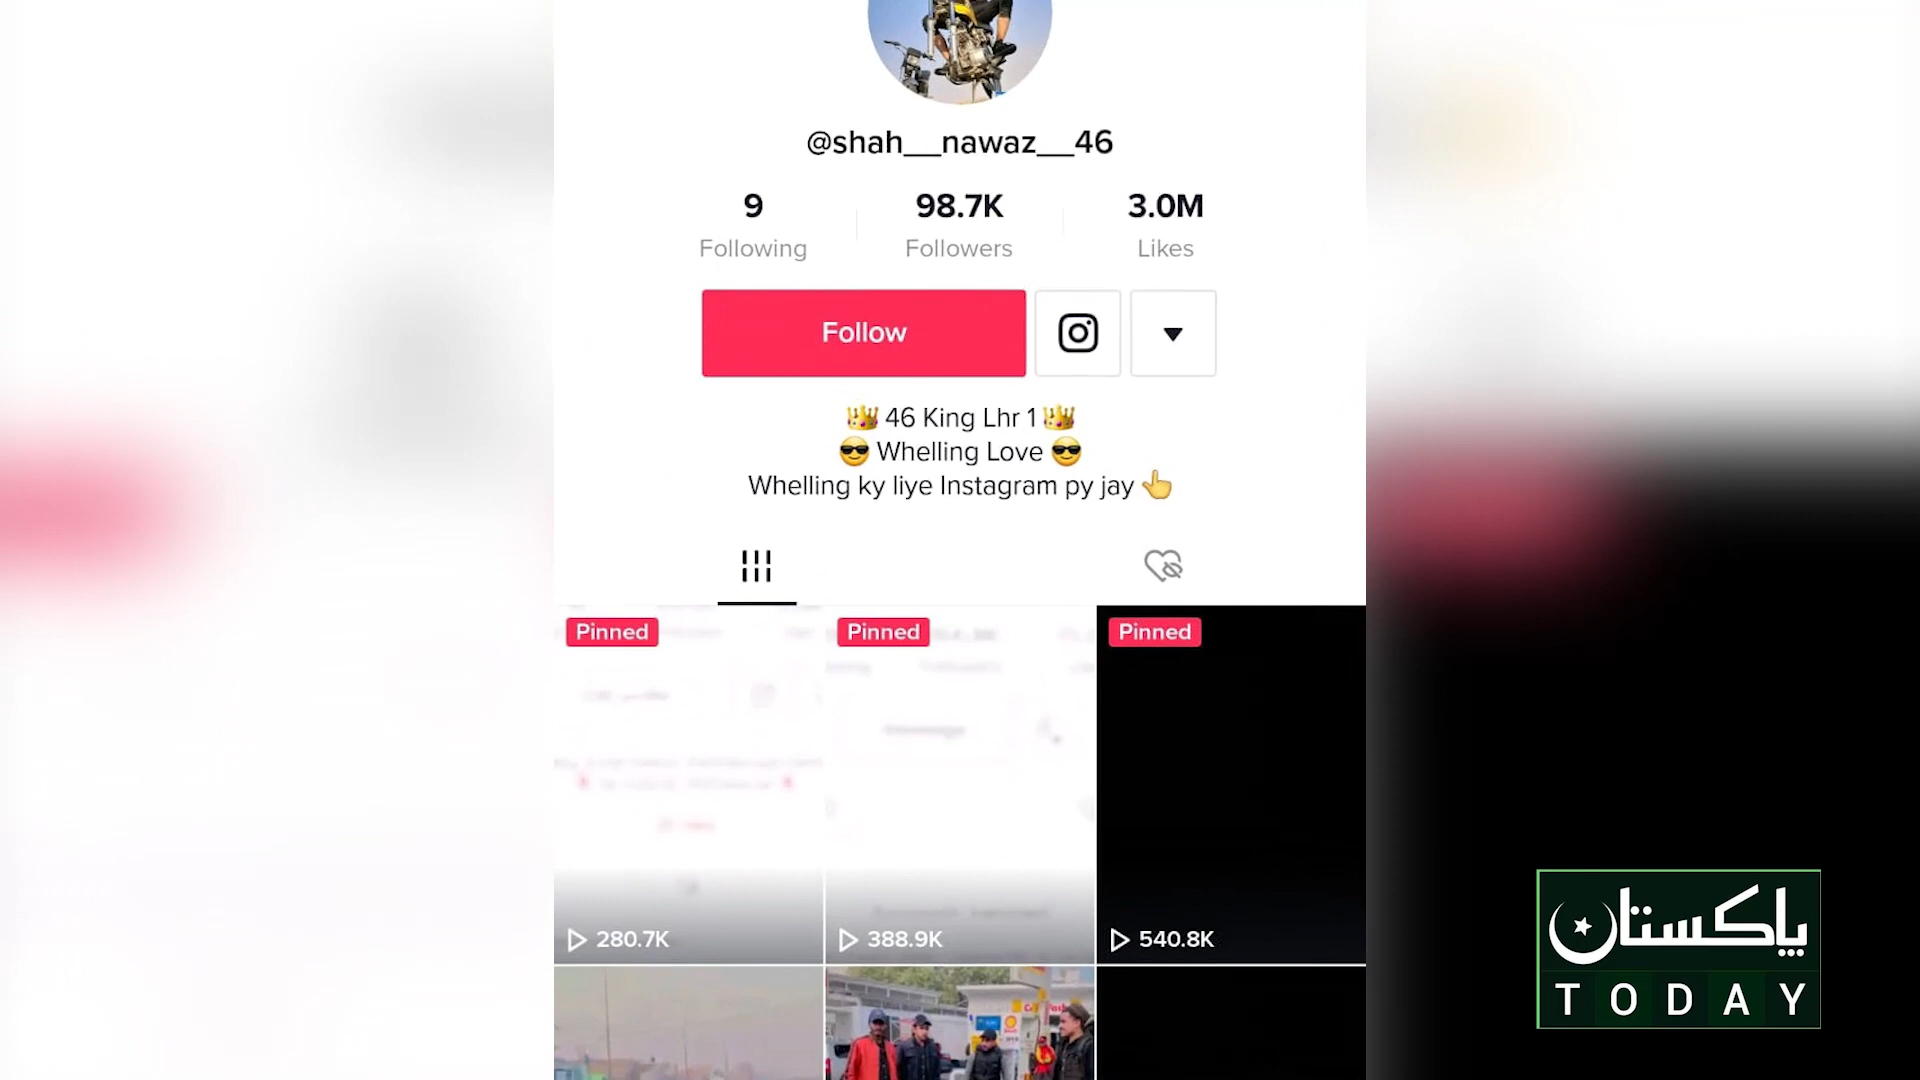 @shah__nawaz__46
9 98.7K 3.0M
Following Followers Likes
Follow
👑 46 King Lhr 1 👑
😎 Whelling Love 😎
Whelling ky liye Instagram py jay 👆
Pinned Pinned Pinned
280.7K 388.9K 540.8K
پاکستان
TODAY